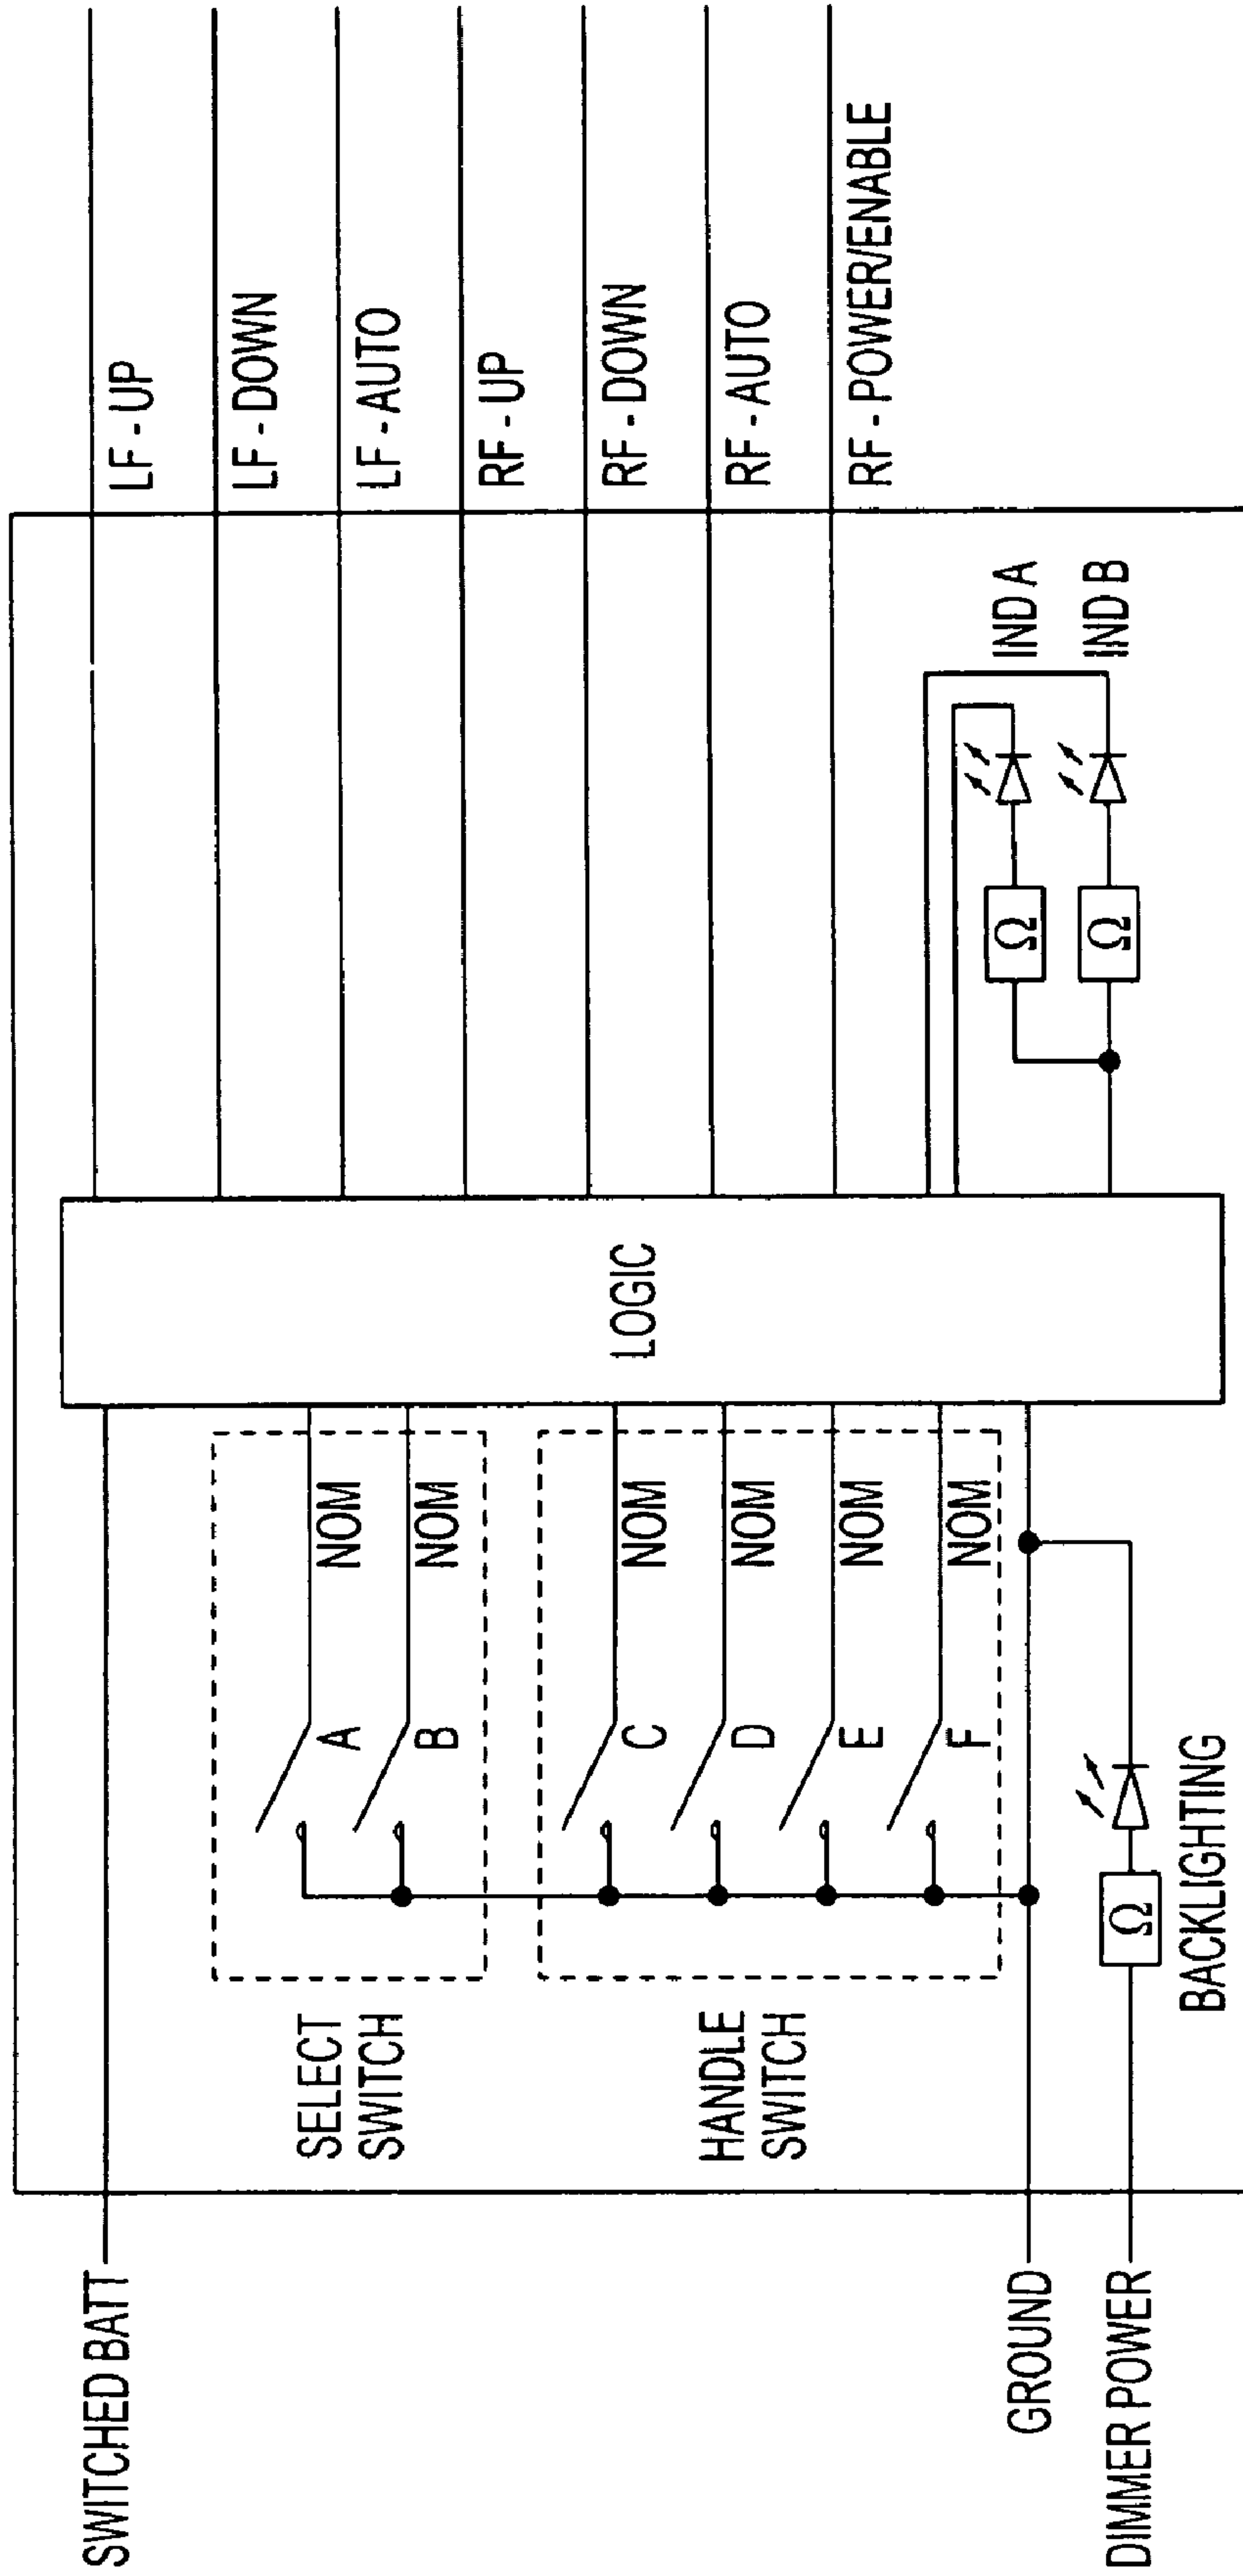 SWITCHED BATT
GROUND
DIMMER POWER
SELECT
SWITCH
HANDLE
SWITCH
A
NOM
B
NOM
C
NOM
D
NOM
E
NOM
F
NOM
Ω
BACKLIGHTING
LOGIC
LF - UP
LF - DOWN
LF - AUTO
RF - UP
RF - DOWN
RF - AUTO
RF - POWER/ENABLE
Ω
IND A
Ω
IND B